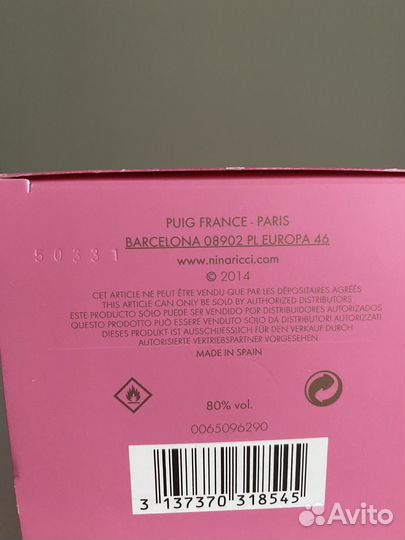 PUIG FRANCE - PARIS
BARCELONA 08902 PL EUROPA 46
50331
www.ninaricci.com
© 2014
CET ARTICLE NE PEUT ÊTRE VENDU QUE PAR LES DÉPOSITAIRES AGRÉÉS
THIS ARTICLE CAN ONLY BE SOLD BY AUTHORIZED DISTRIBUTORS
ESTE PRODUCTO SÓLO PUEDE SER VENDIDO POR DISTRIBUIDORES AUTORIZADOS
QUESTO PRODOTTO PUÓ ESSERE VENDUTO SOLO DA DISTRIBUTORI AUTORIZZATI
DIESES PRODUKT IST AUSSCHLIESSLICH FÜR DEN VERKAUF DURCH
AUTORISIERTE VERTRIEBSPARTNER VORGESEHEN
MADE IN SPAIN
80% vol.
0065096290
3 137370 318545
Avito